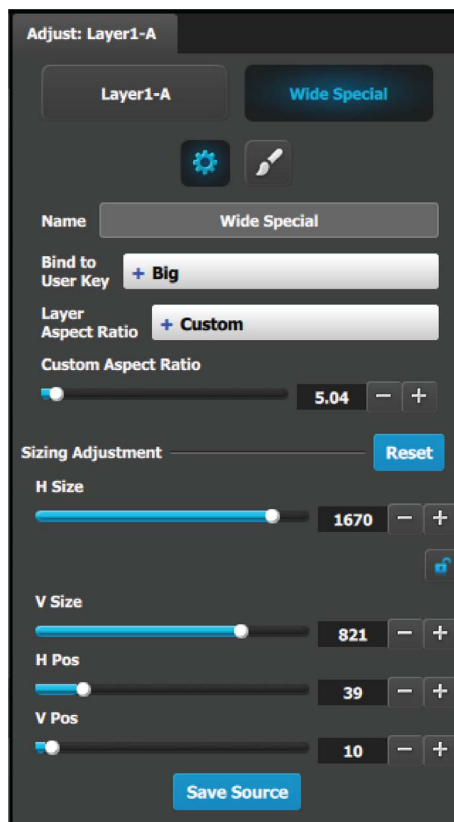 Adjust: Layer1-A
Layer1-A Wide Special
Name Wide Special
Bind to
User Key + Big
Layer
Aspect Ratio + Custom
Custom Aspect Ratio
5.04 − +
Sizing Adjustment Reset
H Size
1670 − +
V Size
821 − +
H Pos
39 − +
V Pos
10 − +
Save Source